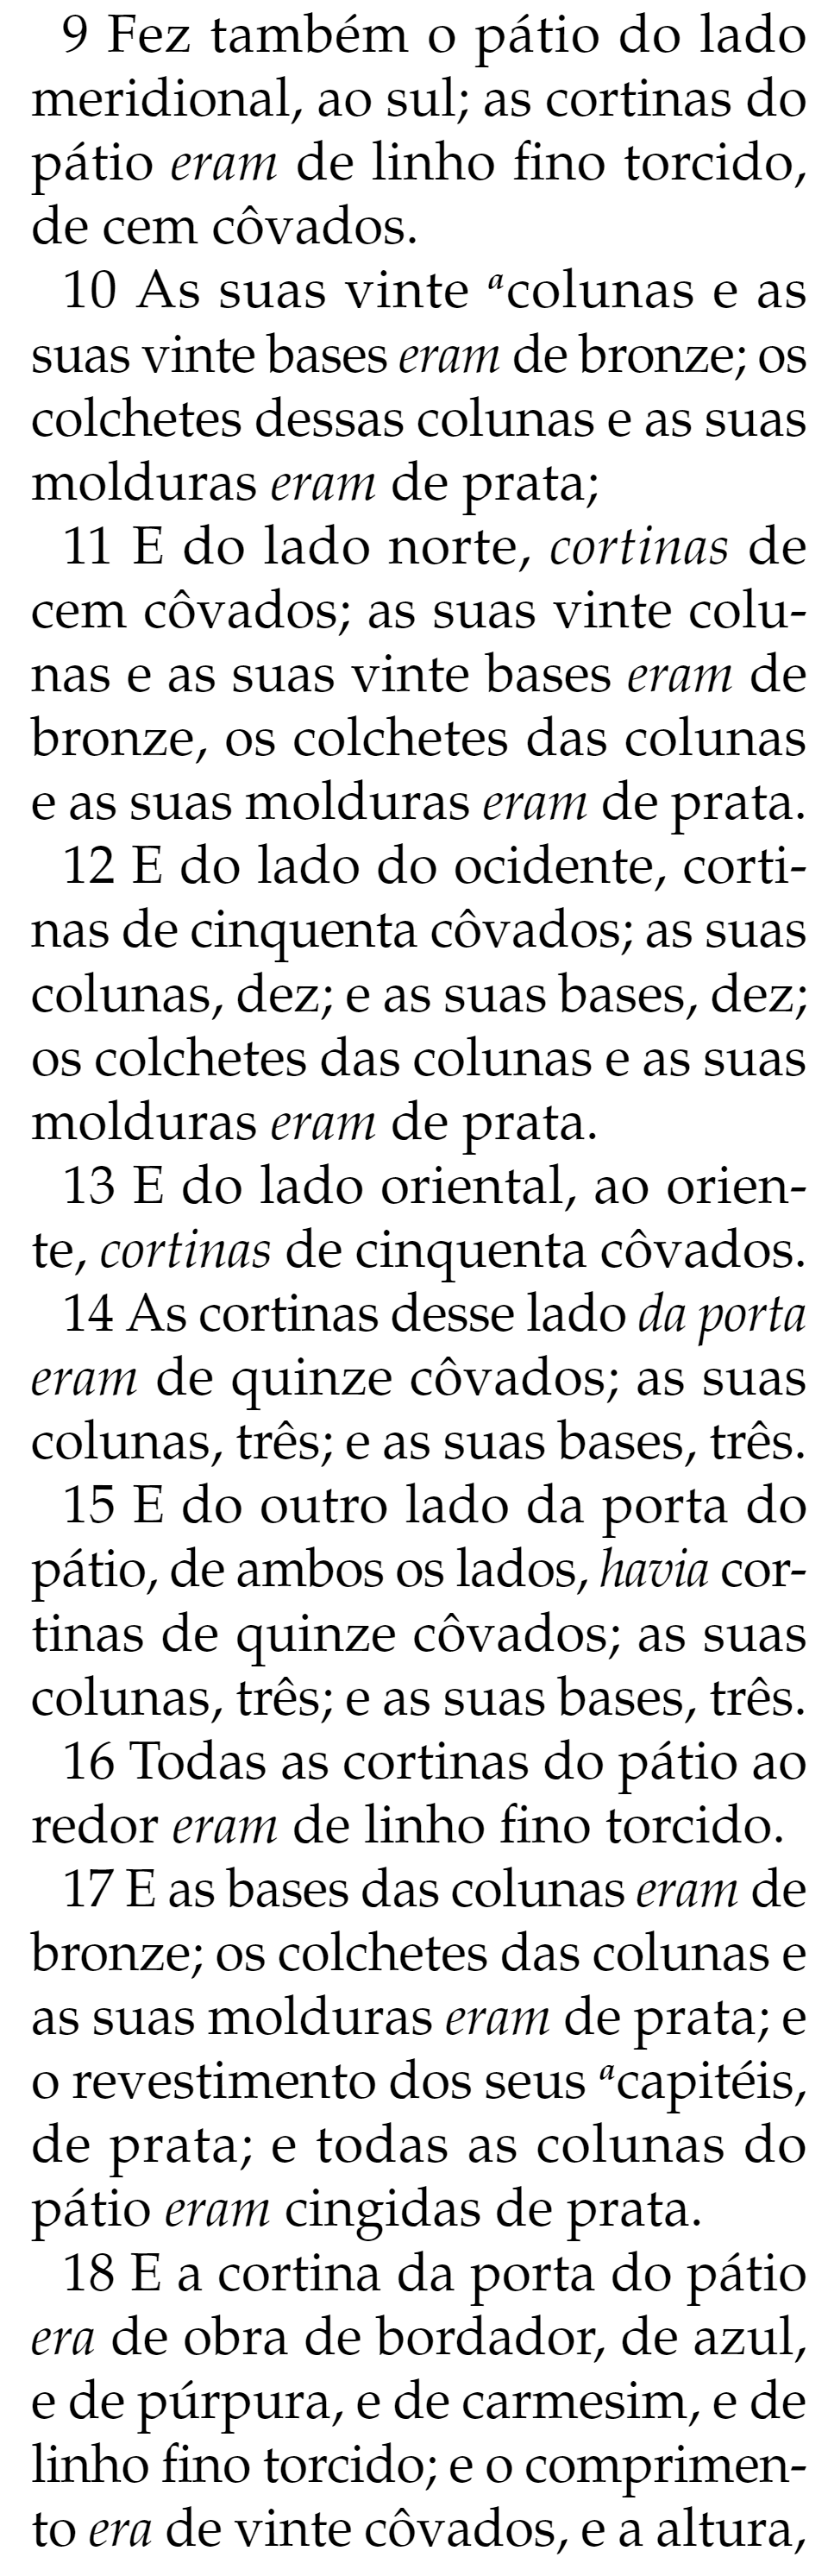 9 Fez também o pátio do lado
meridional, ao sul; as cortinas do
pátio eram de linho fino torcido,
de cem côvados.
10 As suas vinte ᵃcolunas e as
suas vinte bases eram de bronze; os
colchetes dessas colunas e as suas
molduras eram de prata;
11 E do lado norte, cortinas de
cem côvados; as suas vinte colu-
nas e as suas vinte bases eram de
bronze, os colchetes das colunas
e as suas molduras eram de prata.
12 E do lado do ocidente, corti-
nas de cinquenta côvados; as suas
colunas, dez; e as suas bases, dez;
os colchetes das colunas e as suas
molduras eram de prata.
13 E do lado oriental, ao orien-
te, cortinas de cinquenta côvados.
14 As cortinas desse lado da porta
eram de quinze côvados; as suas
colunas, três; e as suas bases, três.
15 E do outro lado da porta do
pátio, de ambos os lados, havia cor-
tinas de quinze côvados; as suas
colunas, três; e as suas bases, três.
16 Todas as cortinas do pátio ao
redor eram de linho fino torcido.
17 E as bases das colunas eram de
bronze; os colchetes das colunas e
as suas molduras eram de prata; e
o revestimento dos seus ᵃcapitéis,
de prata; e todas as colunas do
pátio eram cingidas de prata.
18 E a cortina da porta do pátio
era de obra de bordador, de azul,
e de púrpura, e de carmesim, e de
linho fino torcido; e o comprimen-
to era de vinte côvados, e a altura,